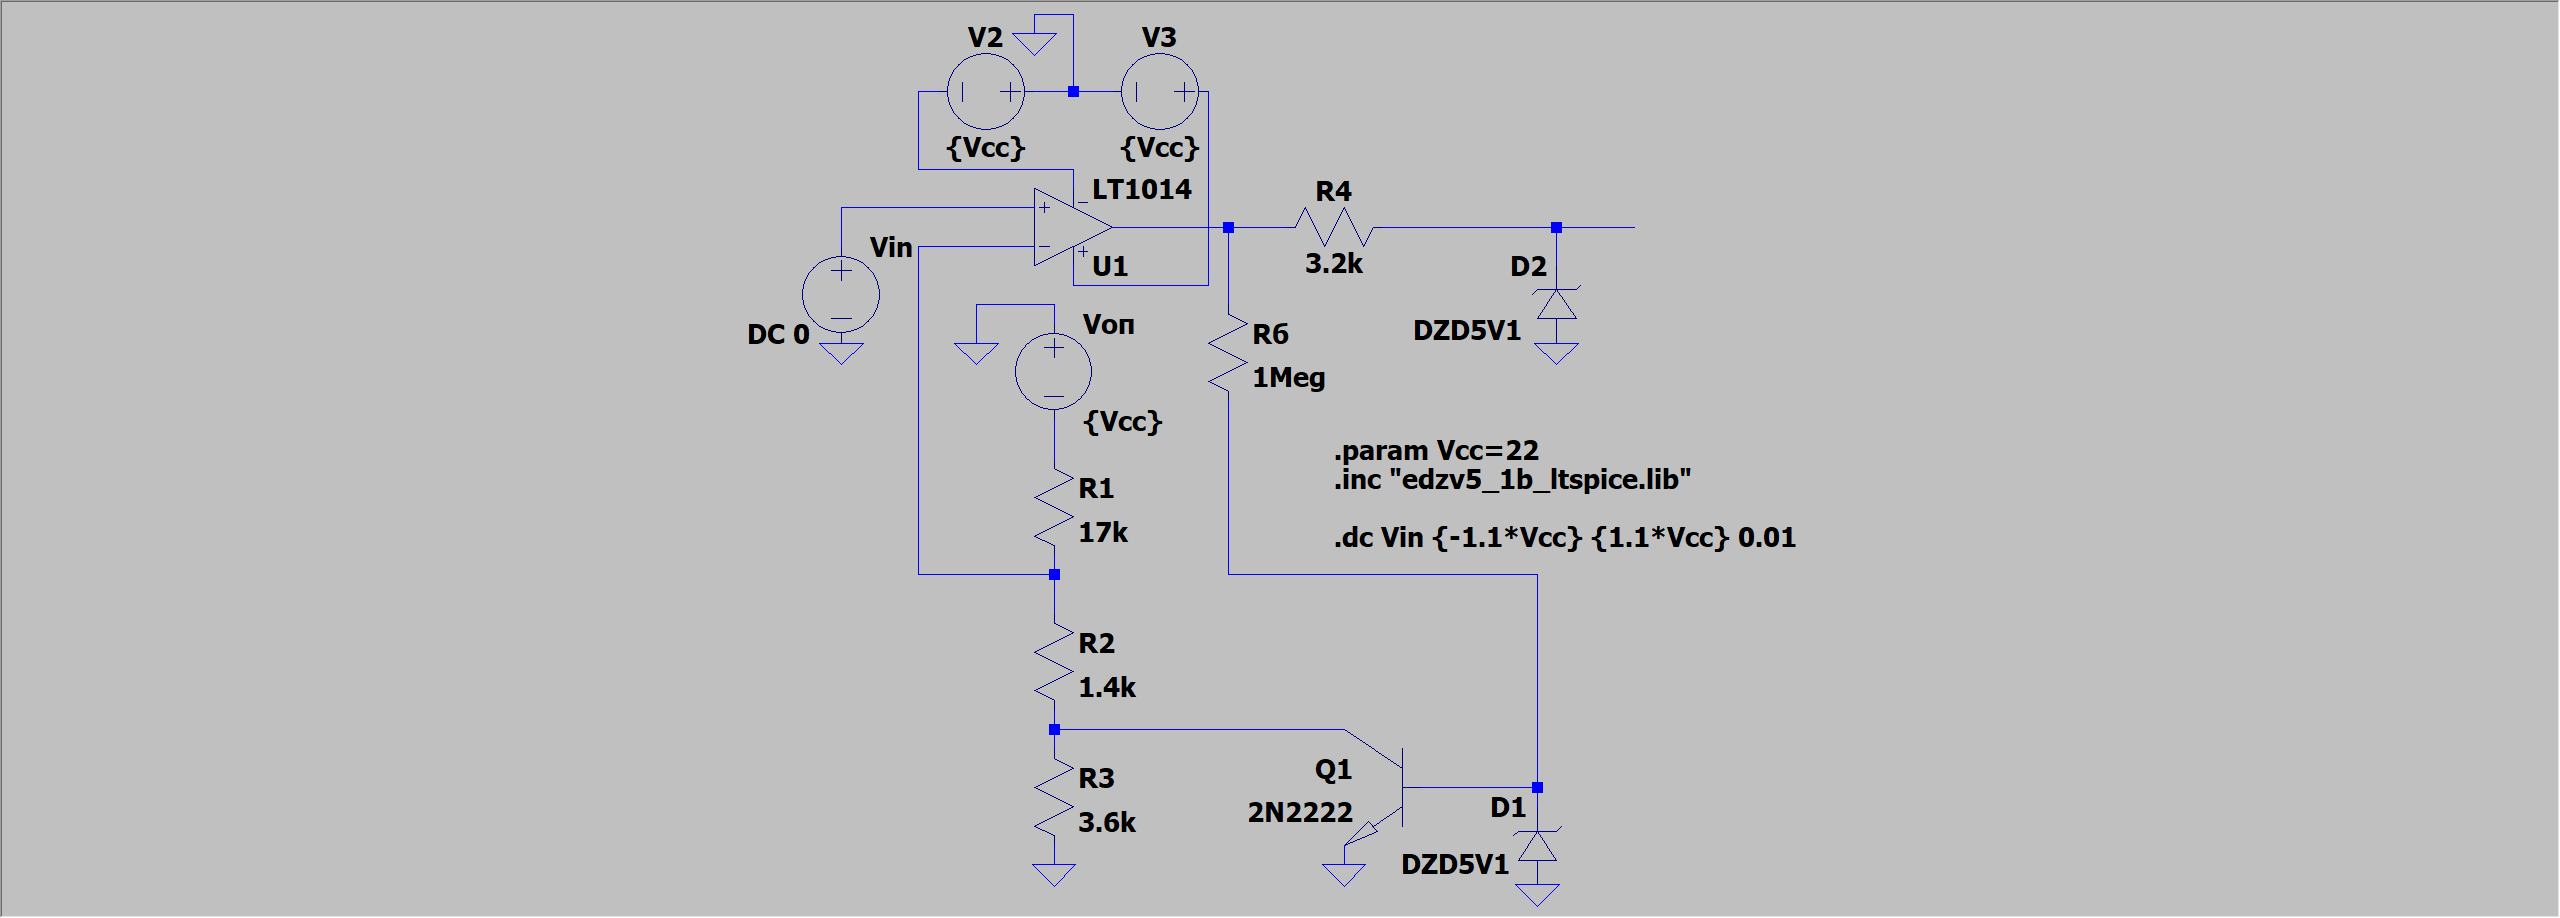 V2
V3
{Vcc}
{Vcc}
LT1014
R4
Vin
U1
3.2k
D2
DC 0
Vоп
R6
DZD5V1
1Meg
{Vcc}
.param Vcc=22
.inc "edzv5_1b_ltspice.lib"
R1
17k
.dc Vin {-1.1*Vcc} {1.1*Vcc} 0.01
R2
1.4k
Q1
R3
D1
2N2222
3.6k
DZD5V1